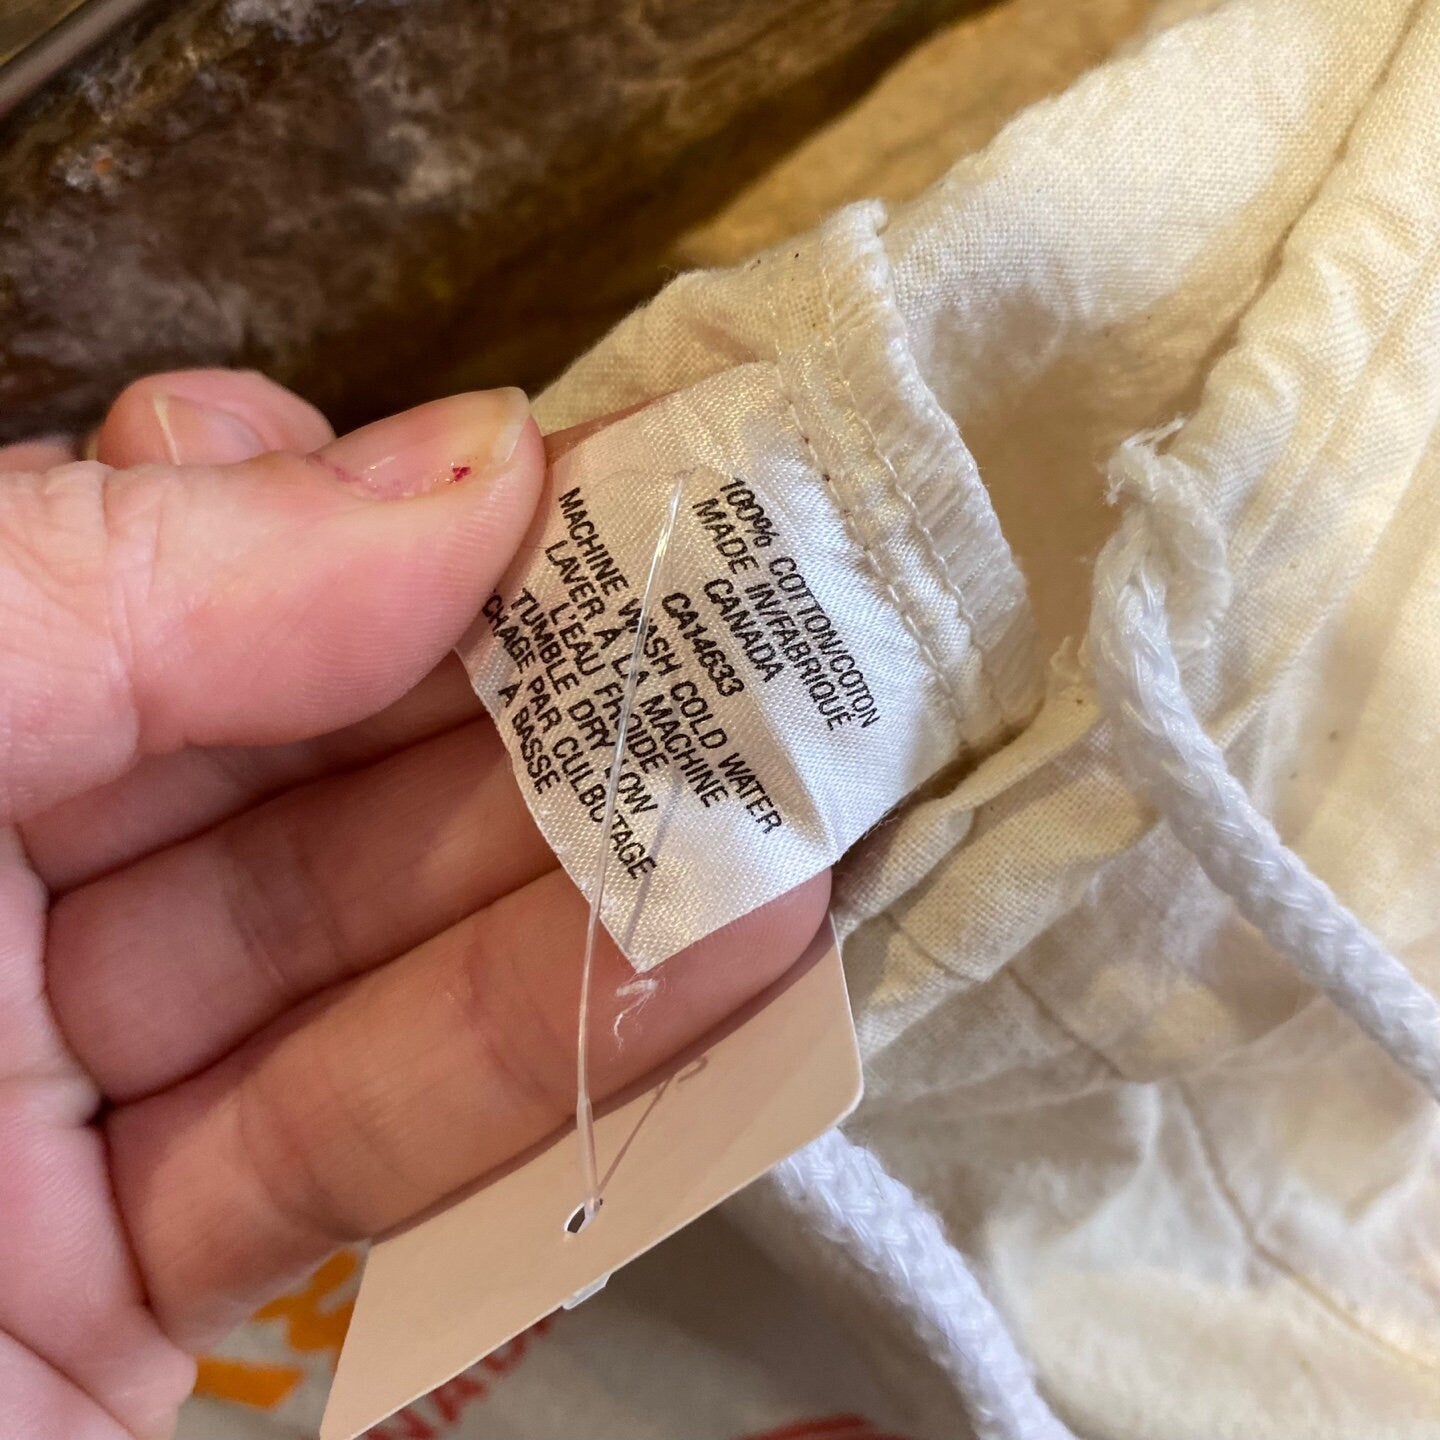 100% COTTON/COTON
MADE IN/FABRIQUÉ
CANADA
CA14633
MACHINE WASH COLD WATER
LAVER A LA MACHINE
L'EAU FROIDE
TUMBLE DRY LOW
CHAGE PAR CULBUTAGE
A BASSE